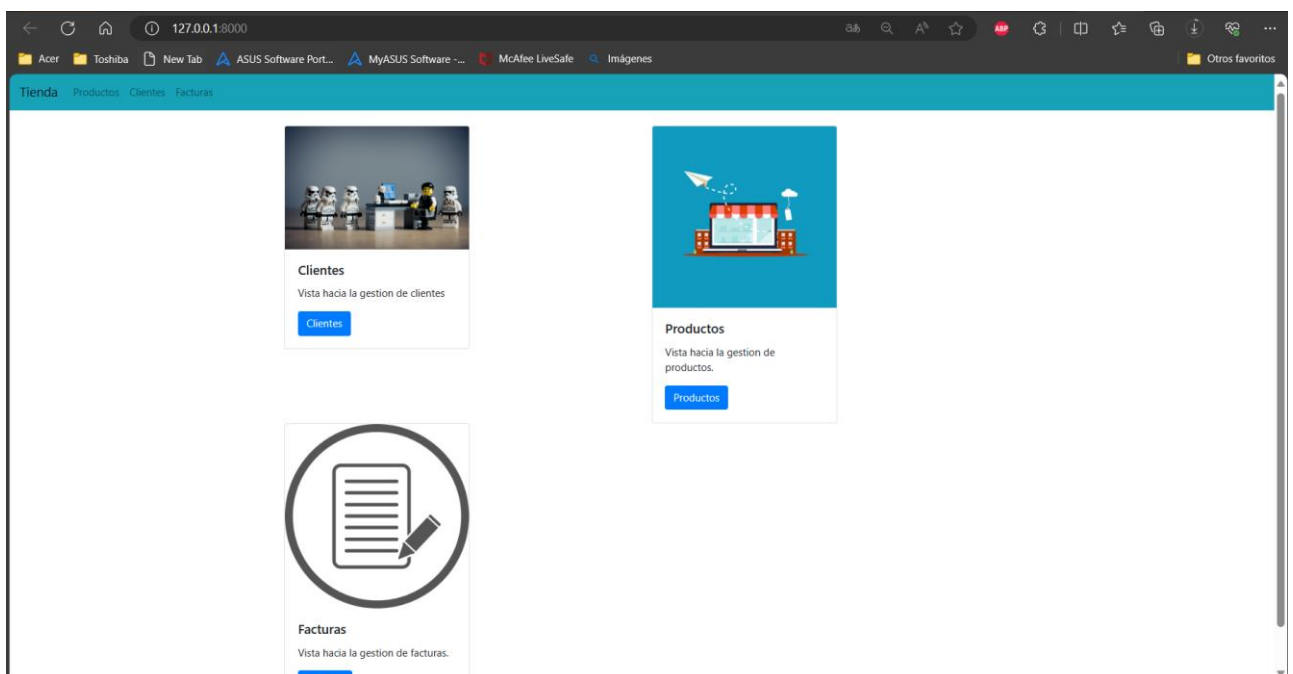 127.0.0.1:8000
Acer Toshiba New Tab ASUS Software Port... MyASUS Software -... McAfee LiveSafe Imágenes Otros favoritos
Tienda Productos Clientes Facturas
Clientes
Vista hacia la gestion de clientes
Clientes
Productos
Vista hacia la gestion de
productos.
Productos
Facturas
Vista hacia la gestion de facturas.